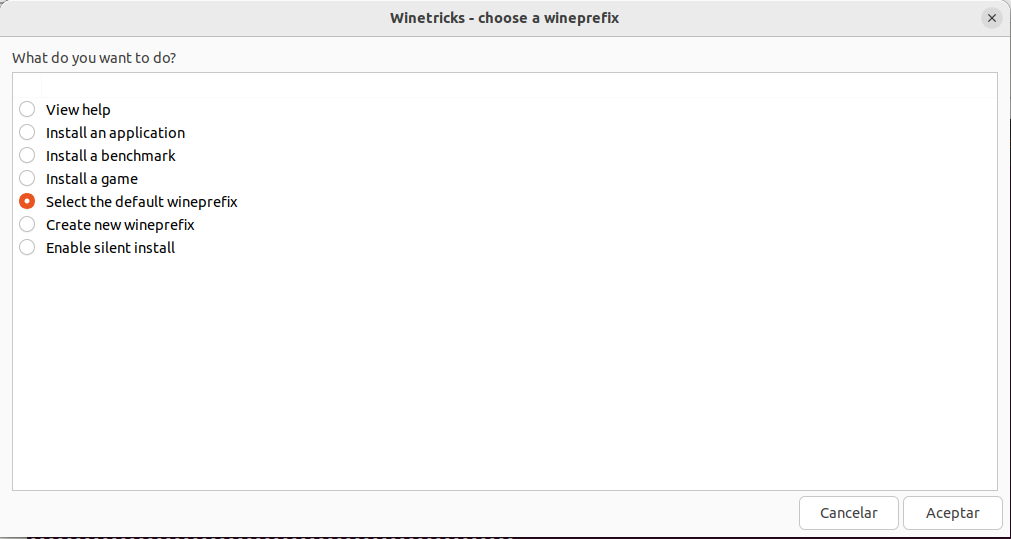 Winetricks - choose a wineprefix
What do you want to do?
View help
Install an application
Install a benchmark
Install a game
Select the default wineprefix
Create new wineprefix
Enable silent install
Cancelar
Aceptar